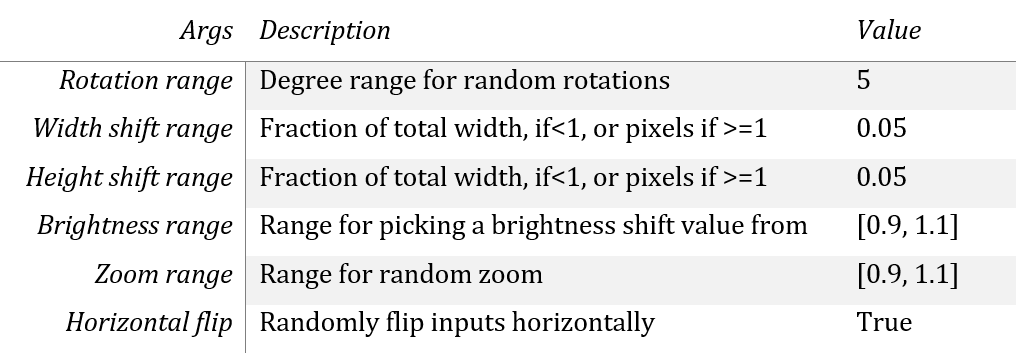 Args Description Value
Rotation range Degree range for random rotations 5
Width shift range Fraction of total width, if<1, or pixels if >=1 0.05
Height shift range Fraction of total width, if<1, or pixels if >=1 0.05
Brightness range Range for picking a brightness shift value from [0.9, 1.1]
Zoom range Range for random zoom [0.9, 1.1]
Horizontal flip Randomly flip inputs horizontally True